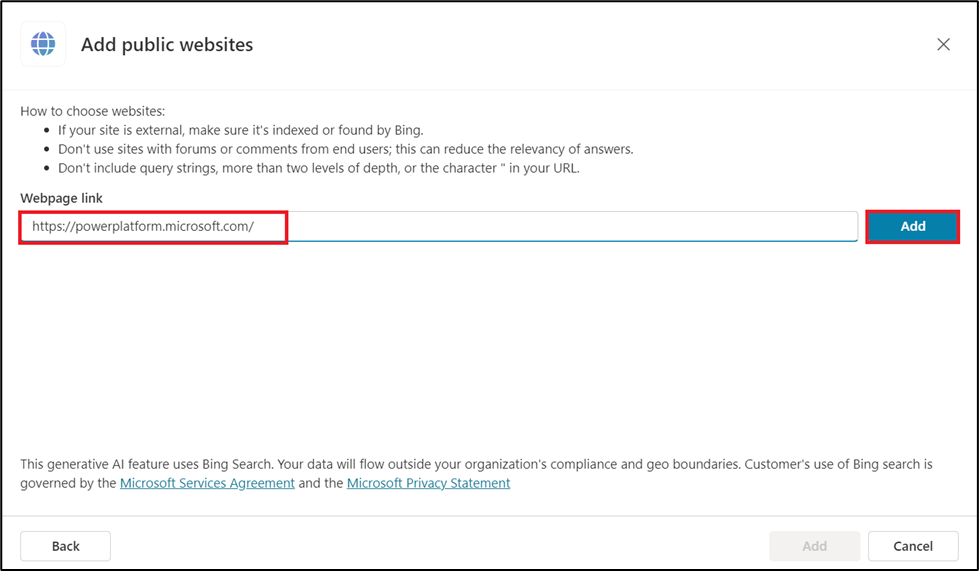 Add public websites
How to choose websites:
If your site is external, make sure it's indexed or found by Bing.
Don't use sites with forums or comments from end users; this can reduce the relevancy of answers.
Don't include query strings, more than two levels of depth, or the character " in your URL.
Webpage link
https://powerplatform.microsoft.com/
Add
This generative AI feature uses Bing Search. Your data will flow outside your organization's compliance and geo boundaries. Customer's use of Bing search is
governed by the Microsoft Services Agreement and the Microsoft Privacy Statement
Back
Add
Cancel